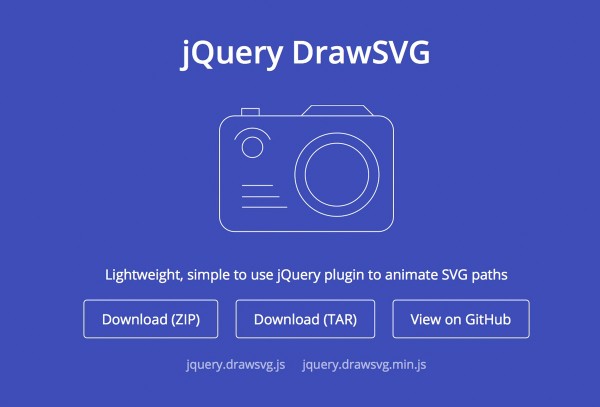 jQuery DrawSVG
Lightweight, simple to use jQuery plugin to animate SVG paths
Download (ZIP) Download (TAR) View on GitHub
jquery.drawsvg.js jquery.drawsvg.min.js